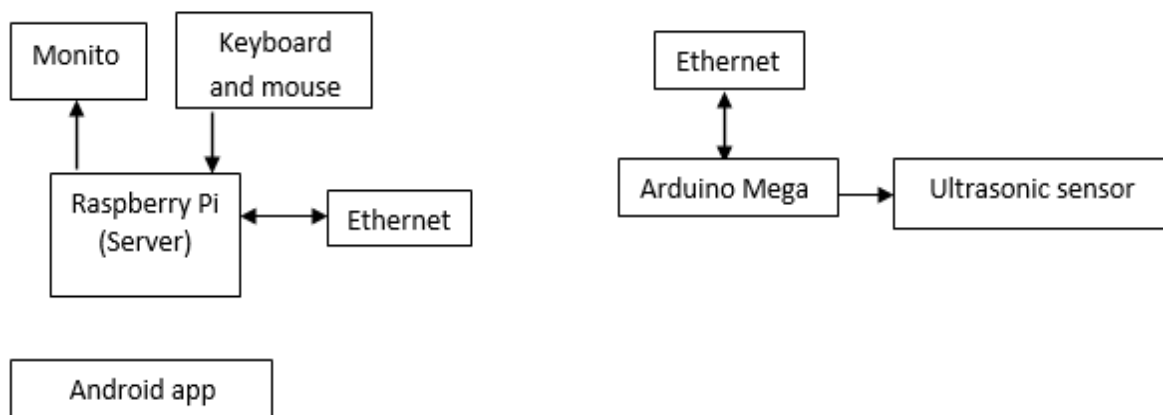 Monito
Keyboard
and mouse
Raspberry Pi
(Server)
Ethernet
Ethernet
Arduino Mega
Ultrasonic sensor
Android app